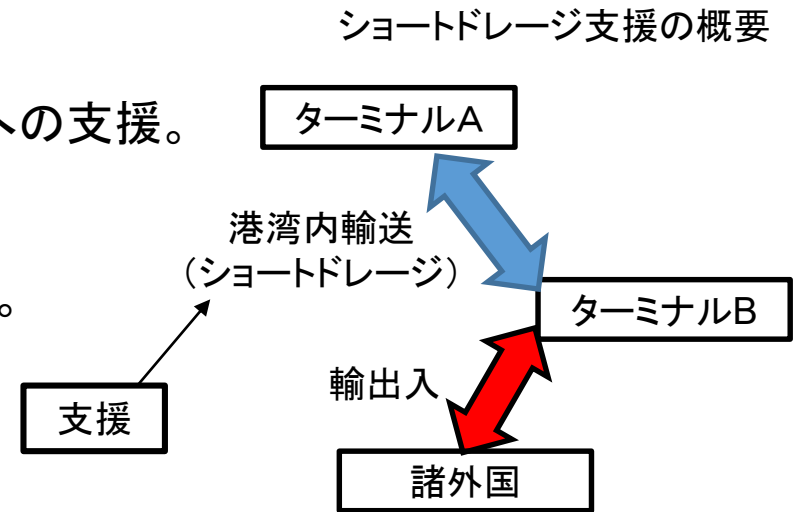 ショートドレージ支援の概要
への支援。
ターミナルA
港湾内輸送
（ショートドレージ）
。
ターミナルB
輸出入
支援
諸外国